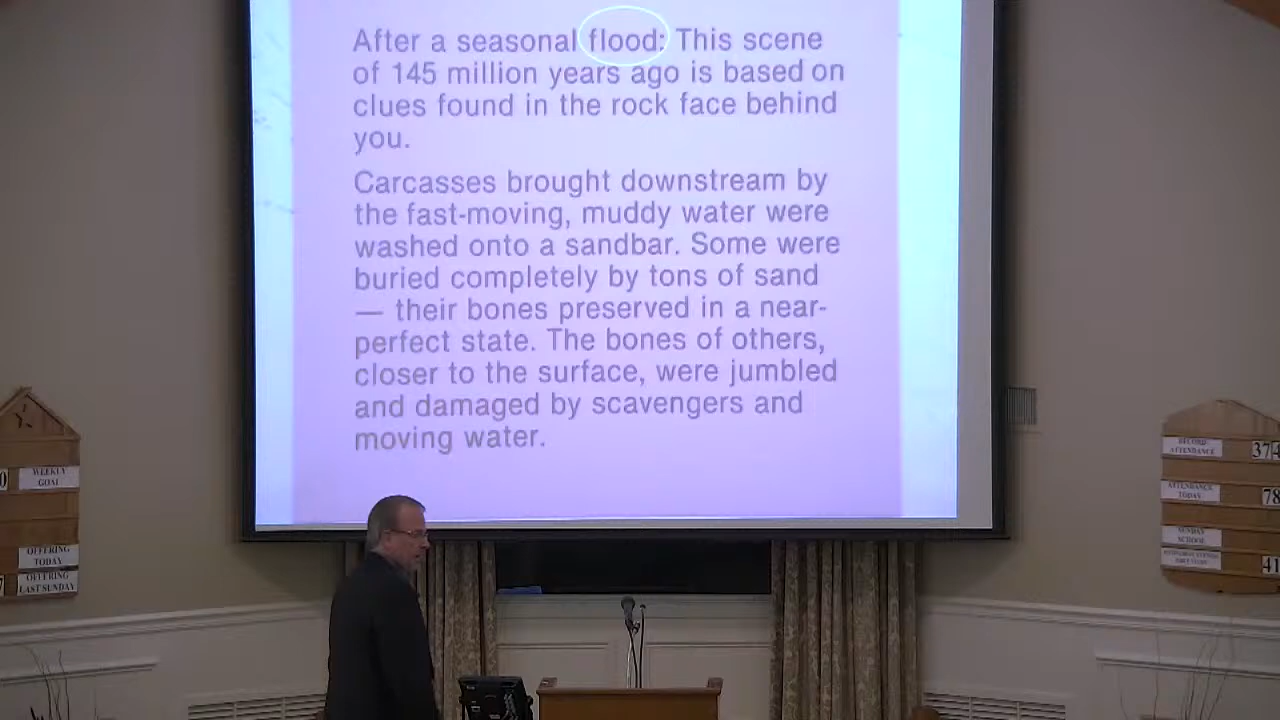 After a seasonal flood: This scene
of 145 million years ago is based on
clues found in the rock face behind
you.
Carcasses brought downstream by
the fast-moving, muddy water were
washed onto a sandbar. Some were
buried completely by tons of sand
— their bones preserved in a near-
perfect state. The bones of others,
closer to the surface, were jumbled
and damaged by scavengers and
moving water.
0
WEEKLY
GOAL
OFFERING
TODAY
OFFERING
LAST SUNDAY
RECORD
ATTENDANCE
374
ATTENDANCE
TODAY
78
SUNDAY
SCHOOL
41